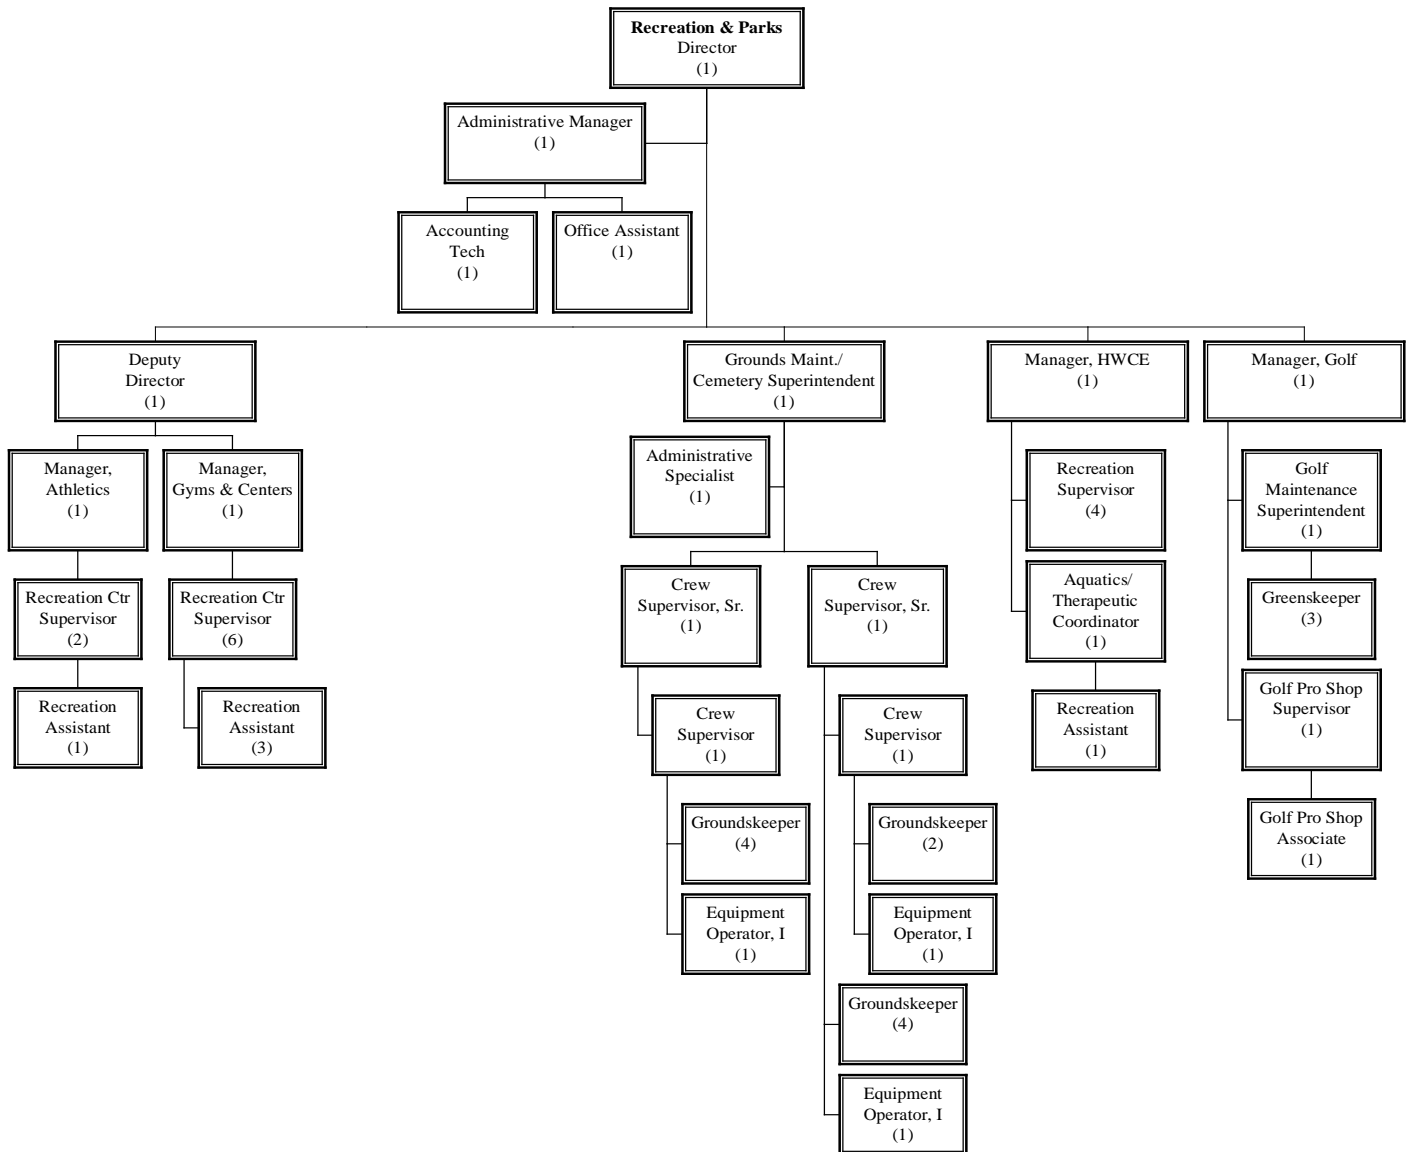 Recreation & Parks
Director
(1)
Administrative Manager
(1)
Accounting
Tech
(1)
Office Assistant
(1)
Deputy
Director
(1)
Grounds Maint./
Cemetery Superintendent
(1)
Manager, HWCE
(1)
Manager, Golf
(1)
Manager,
Athletics
(1)
Manager,
Gyms & Centers
(1)
Administrative
Specialist
(1)
Recreation
Supervisor
(4)
Golf
Maintenance
Superintendent
(1)
Recreation Ctr
Supervisor
(2)
Recreation Ctr
Supervisor
(6)
Crew
Supervisor, Sr.
(1)
Crew
Supervisor, Sr.
(1)
Aquatics/
Therapeutic
Coordinator
(1)
Greenskeeper
(3)
Recreation
Assistant
(1)
Recreation
Assistant
(3)
Crew
Supervisor
(1)
Crew
Supervisor
(1)
Recreation
Assistant
(1)
Golf Pro Shop
Supervisor
(1)
Groundskeeper
(4)
Groundskeeper
(2)
Golf Pro Shop
Associate
(1)
Equipment
Operator, I
(1)
Equipment
Operator, I
(1)
Groundskeeper
(4)
Equipment
Operator, I
(1)